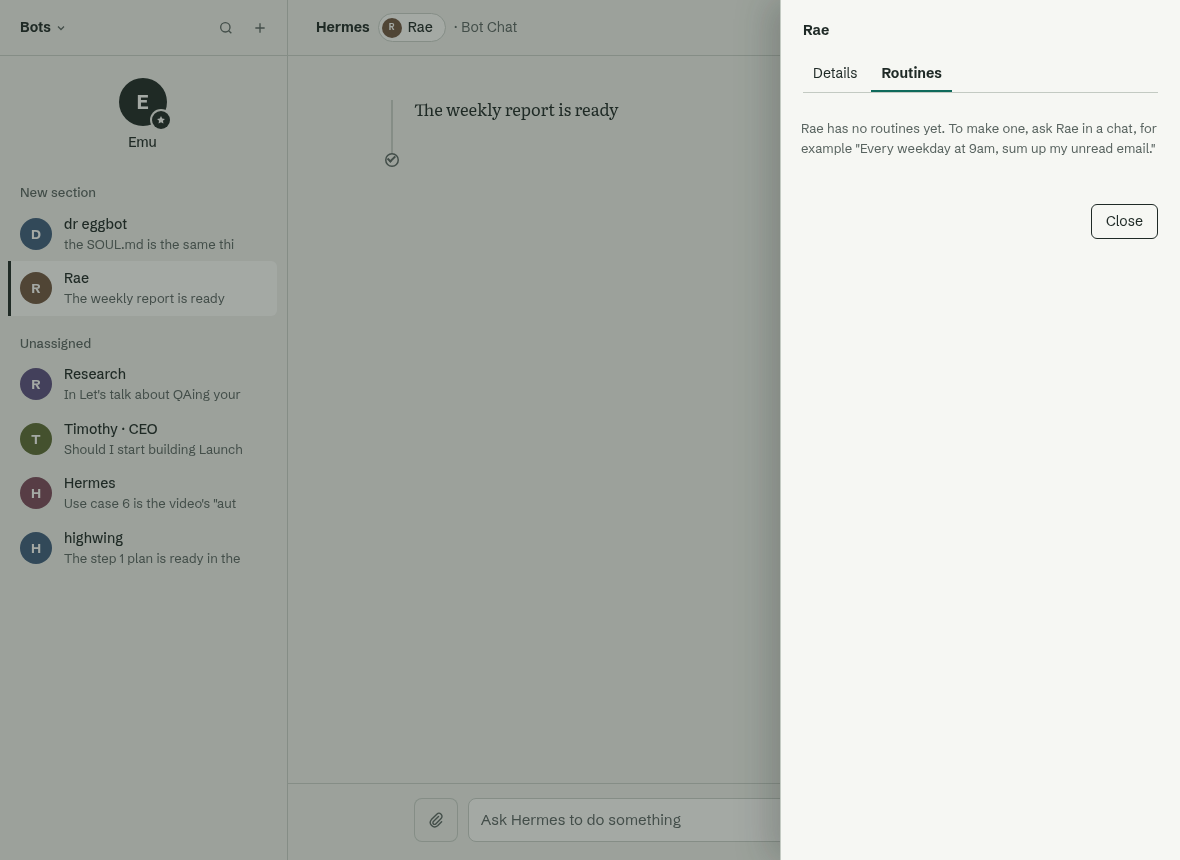 Bots
Hermes R Rae · Bot Chat
E
Emu
New section
D
dr eggbot
the SOUL.md is the same thi
R
Rae
The weekly report is ready
Unassigned
R
Research
In Let's talk about QAing your
T
Timothy · CEO
Should I start building Launch
H
Hermes
Use case 6 is the video's "aut
H
highwing
The step 1 plan is ready in the
The weekly report is ready
Ask Hermes to do something
Rae
Details Routines
Rae has no routines yet. To make one, ask Rae in a chat, for
example "Every weekday at 9am, sum up my unread email."
Close